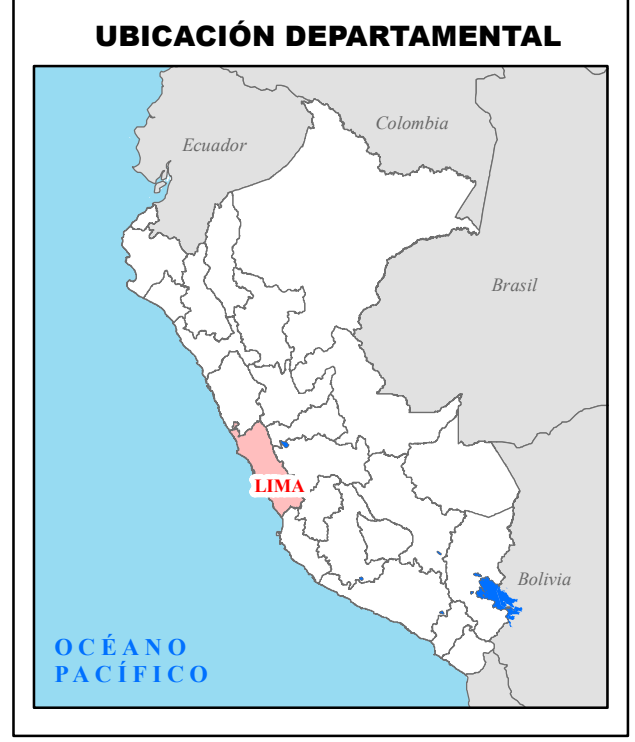 UBICACIÓN DEPARTAMENTAL
Colombia
Ecuador
Brasil
LIMA
Bolivia
OCÉANO
PACÍFICO